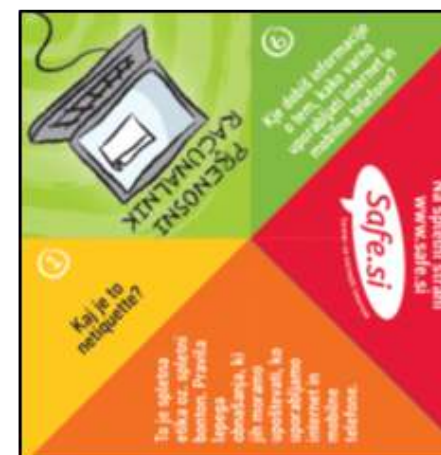 PRENOSNI
RAČUNALNIK
6
Kje dobiš informacije
o tem, kako varno
uporabljati internet in
mobilne telefone?
na spletni strani
www.safe.si
Safe.si
Kaj je to
netiquette?
To je spletna
etika oz. spletni
bonton. Pravila
lepega
obnašanja, ki
jih moramo
upoštevati, ko
uporabljamo
internet in
mobilne
telefone.